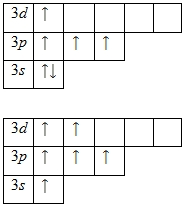 3d ↑
3p ↑ ↑ ↑
3s ↑↓
3d ↑ ↑
3p ↑ ↑ ↑
3s ↑